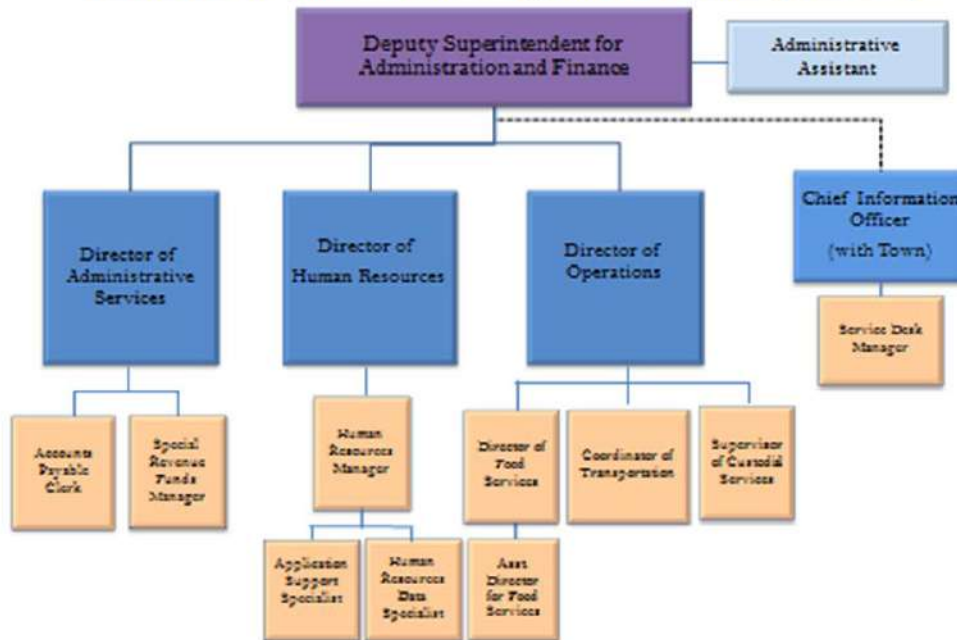 Deputy Superintendent for
Administration and Finance
Administrative
Assistant
Director of
Administrative
Services
Director of
Human Resources
Director of
Operations
Chief Information
Officer
(with Town)
Service Desk
Manager
Accounts
Payable
Clerk
Special
Revenue
Funds
Manager
Human
Resources
Manager
Director of
Food
Services
Coordinator of
Transportation
Supervisor
of Custodial
Services
Application
Support
Specialist
Human
Resources
Data
Specialist
Asst
Director
for Food
Services